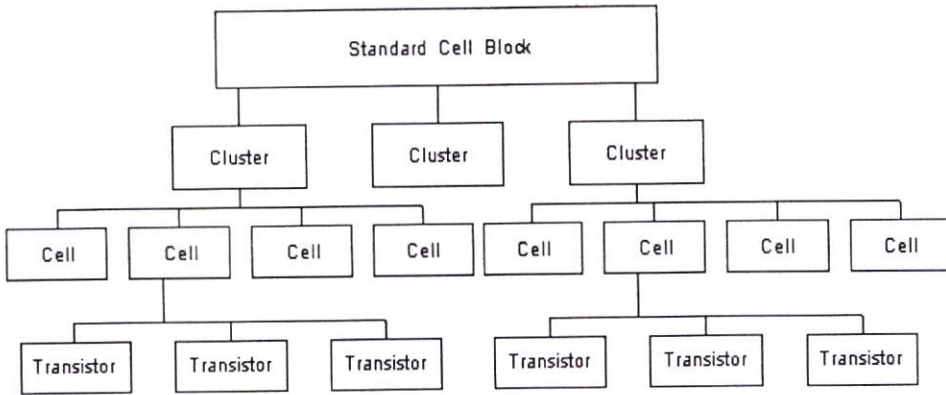 Standard Cell Block
Cluster Cluster Cluster
Cell Cell Cell Cell Cell Cell Cell Cell
Transistor Transistor Transistor Transistor Transistor Transistor